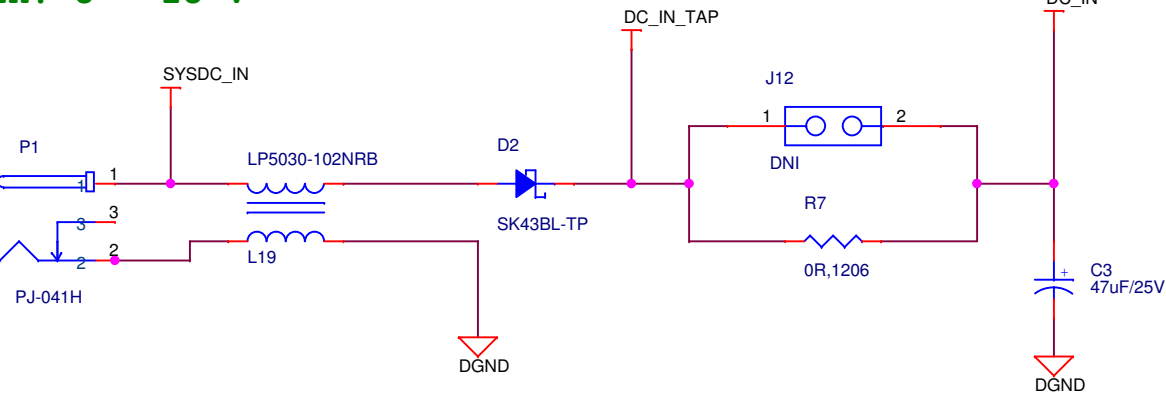 DC_IN_TAP
SYSDC_IN
J12
P1
1
2
LP5030-102NRB
D2
DNI
1
1
3
3
SK43BL-TP
R7
2
2
L19
0R,1206
C3
+
47uF/25V
PJ-041H
DGND
DGND